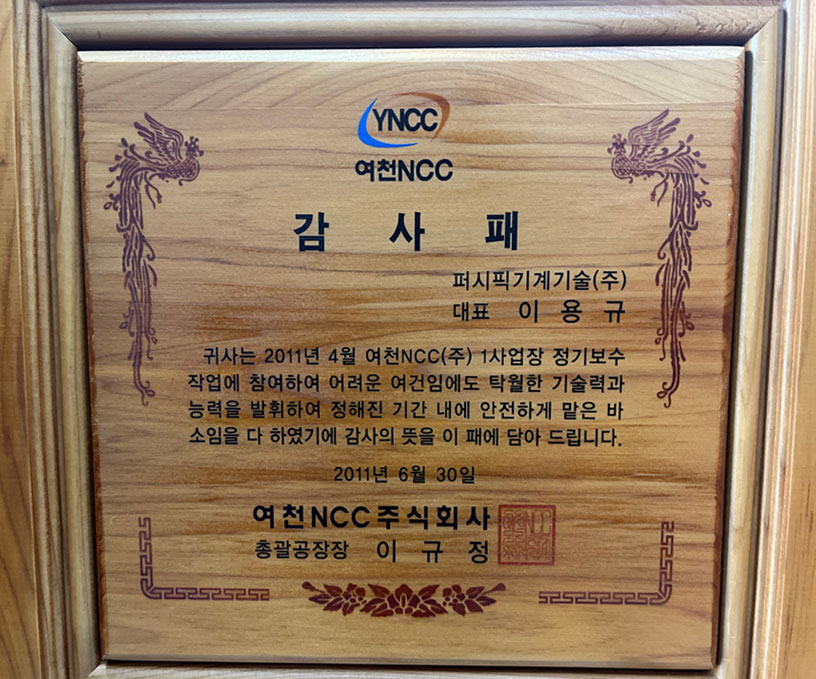 YNCC
여천NCC
감 사 패
퍼시픽기계기술(주)
대표 이 용 규
귀사는 2011년 4월 여천NCC(주) 1사업장 정기보수
작업에 참여하여 어려운 여건임에도 탁월한 기술력과
능력을 발휘하여 정해진 기간 내에 안전하게 맡은 바
소임을 다 하였기에 감사의 뜻을 이 패에 담아 드립니다.
2011년 6월 30일
여천NCC주식회사
총괄공장장 이 규 정